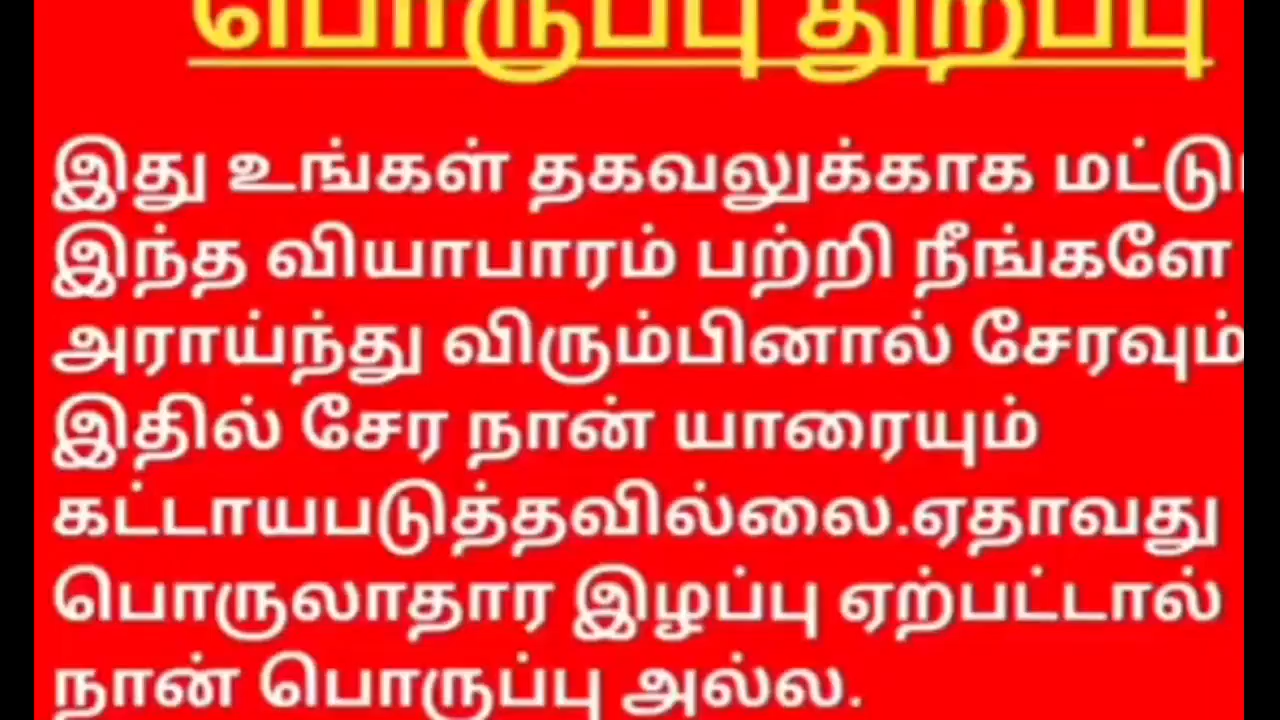 பொறுப்பு துறப்பு
இது உங்கள் தகவலுக்காக மட்டு
இந்த வியாபாரம் பற்றி நீங்களே
அராய்ந்து விரும்பினால் சேரவும்
இதில் சேர நான் யாரையும்
கட்டாயபடுத்தவில்லை.ஏதாவது
பொருலாதார இழப்பு ஏற்பட்டால்
நான் பொருப்பு அல்ல.